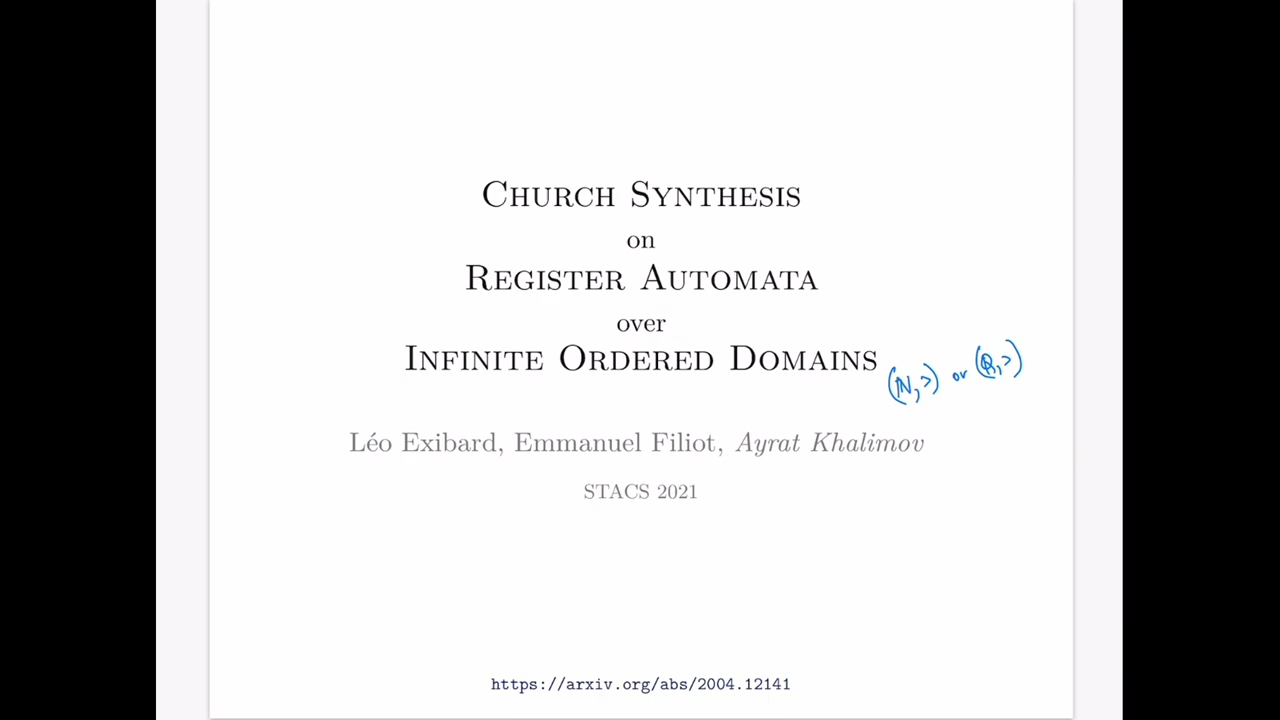 CHURCH SYNTHESIS
on
REGISTER AUTOMATA
over
INFINITE ORDERED DOMAINS (ℕ,>) or (ℚ,>)
Léo Exibard, Emmanuel Filiot, Ayrat Khalimov
STACS 2021
https://arxiv.org/abs/2004.12141